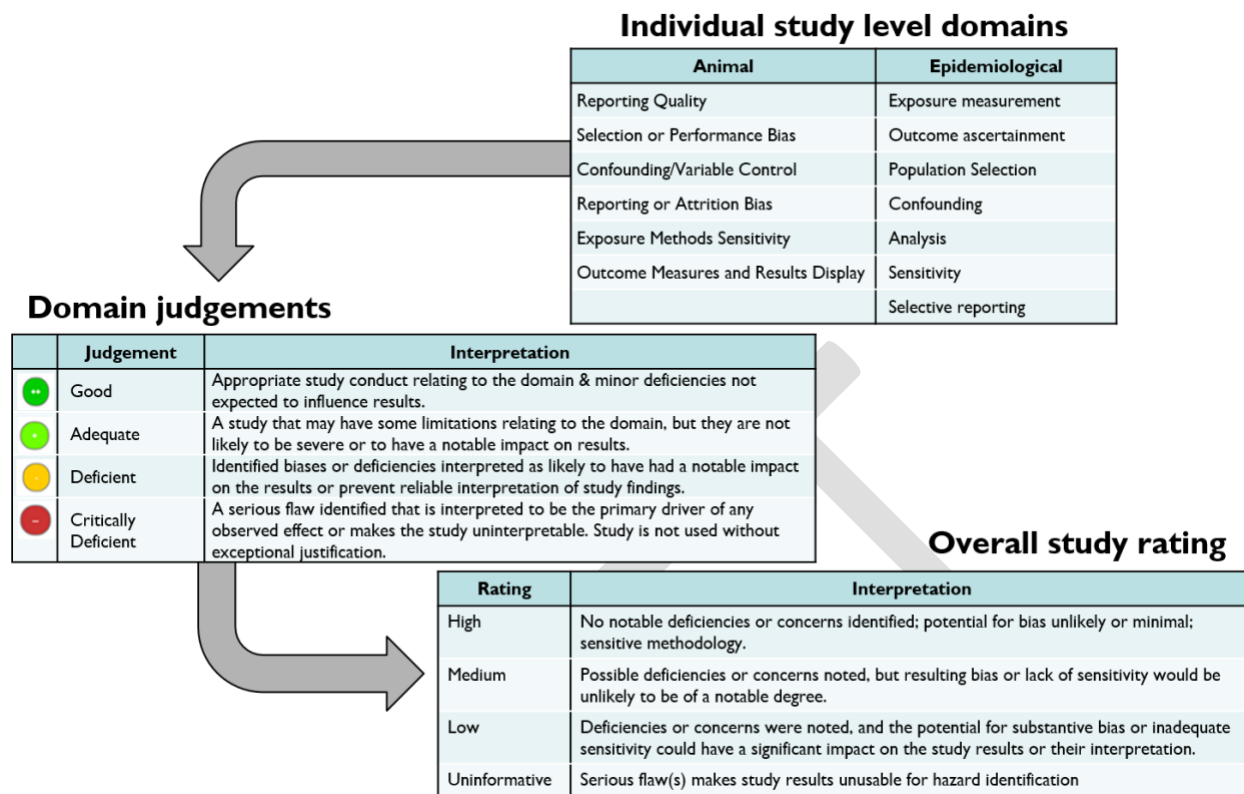 Individual study level domains
Animal
Epidemiological
Reporting Quality
Exposure measurement
Selection or Performance Bias
Outcome ascertainment
Confounding/Variable Control
Population Selection
Reporting or Attrition Bias
Confounding
Exposure Methods Sensitivity
Analysis
Outcome Measures and Results Display
Sensitivity
Selective reporting
Domain judgements
Judgement
Interpretation
++
Good
Appropriate study conduct relating to the domain & minor deficiencies not
expected to influence results.
+
Adequate
A study that may have some limitations relating to the domain, but they are not
likely to be severe or to have a notable impact on results.
-
Deficient
Identified biases or deficiencies interpreted as likely to have had a notable impact
on the results or prevent reliable interpretation of study findings.
--
Critically
Deficient
A serious flaw identified that is interpreted to be the primary driver of any
observed effect or makes the study uninterpretable. Study is not used without
exceptional justification.
Overall study rating
Rating
Interpretation
High
No notable deficiencies or concerns identified; potential for bias unlikely or minimal;
sensitive methodology.
Medium
Possible deficiencies or concerns noted, but resulting bias or lack of sensitivity would be
unlikely to be of a notable degree.
Low
Deficiencies or concerns were noted, and the potential for substantive bias or inadequate
sensitivity could have a significant impact on the study results or their interpretation.
Uninformative
Serious flaw(s) makes study results unusable for hazard identification